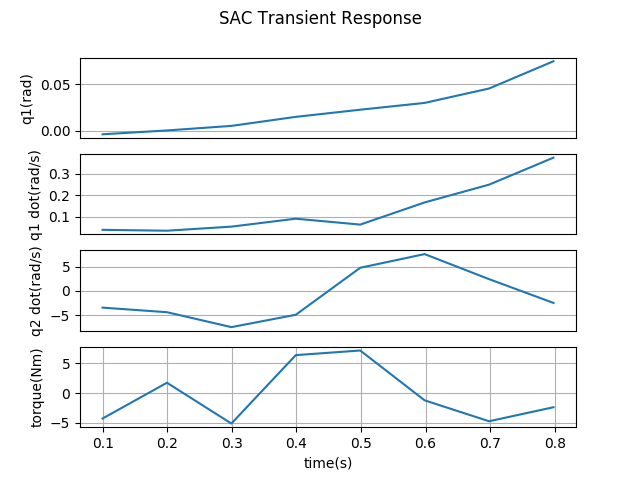 SAC Transient Response
q1(rad)
0.05
0.00
q1 dot(rad/s)
0.3
0.2
0.1
q2 dot(rad/s)
5
0
−5
torque(Nm)
5
0
−5
0.1 0.2 0.3 0.4 0.5 0.6 0.7 0.8
time(s)